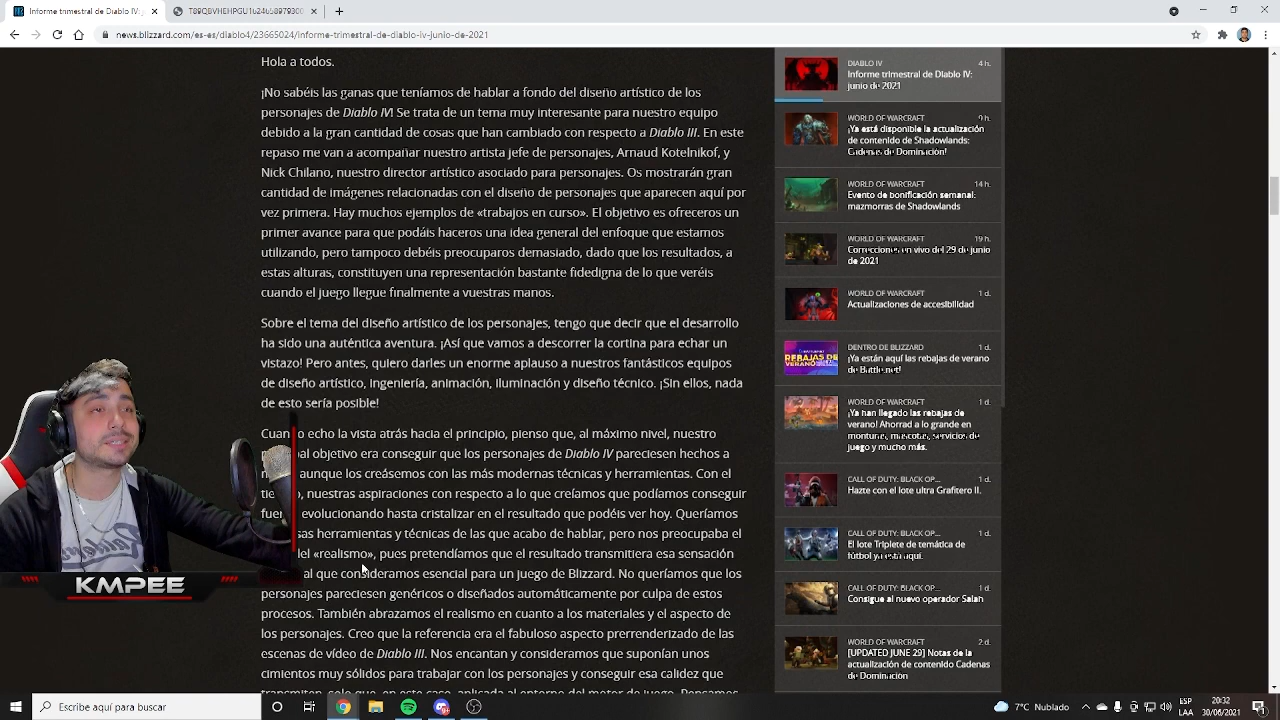 Informe trimestral de Diablo IV:
T89QBVHEHPGU1624658979300
news.blizzard.com/es-es/diablo4/23665024/informe-trimestral-de-diablo-iv-junio-de-2021
Hola a todos.
¡No sabéis las ganas que teníamos de hablar a fondo del diseño artístico de los
personajes de Diablo IV! Se trata de un tema muy interesante para nuestro equipo
debido a la gran cantidad de cosas que han cambiado con respecto a Diablo III. En este
repaso me van a acompañar nuestro artista jefe de personajes, Arnaud Kotelnikof, y
Nick Chilano, nuestro director artístico asociado para personajes. Os mostrarán gran
cantidad de imágenes relacionadas con el diseño de personajes que aparecen aquí por
vez primera. Hay muchos ejemplos de «trabajos en curso». El objetivo es ofreceros un
primer avance para que podáis haceros una idea general del enfoque que estamos
utilizando, pero tampoco debéis preocuparos demasiado, dado que los resultados, a
estas alturas, constituyen una representación bastante fidedigna de lo que veréis
cuando el juego llegue finalmente a vuestras manos.
Sobre el tema del diseño artístico de los personajes, tengo que decir que el desarrollo
ha sido una auténtica aventura. ¡Así que vamos a descorrer la cortina para echar un
vistazo! Pero antes, quiero darles un enorme aplauso a nuestros fantásticos equipos
de diseño artístico, ingeniería, animación, iluminación y diseño técnico. ¡Sin ellos, nada
de esto sería posible!
Cuando echo la vista atrás hacia el principio, pienso que, al máximo nivel, nuestro
objetivo era conseguir que los personajes de Diablo IV pareciesen hechos a
aunque los creásemos con las más modernas técnicas y herramientas. Con el
nuestras aspiraciones con respecto a lo que creíamos que podíamos conseguir
evolucionando hasta cristalizar en el resultado que podéis ver hoy. Queríamos
herramientas y técnicas de las que acabo de hablar, pero nos preocupaba el
del «realismo», pues pretendíamos que el resultado transmitiera esa sensación
que consideramos esencial para un juego de Blizzard. No queríamos que los
personajes pareciesen genéricos o diseñados automáticamente por culpa de estos
procesos. También abrazamos el realismo en cuanto a los materiales y el aspecto de
los personajes. Creo que la referencia era el fabuloso aspecto prerrenderizado de las
escenas de vídeo de Diablo III. Nos encantan y consideramos que suponían unos
cimientos muy sólidos para trabajar con los personajes y conseguir esa calidez que
transmiten, solo que, en este caso, aplicada al entorno del motor de juego. Pensamos
DIABLO IV 4 h.
Informe trimestral de Diablo IV:
junio de 2021
WORLD OF WARCRAFT 9 h.
¡Ya está disponible la actualización
de contenido de Shadowlands:
Cadenas de Dominación!
WORLD OF WARCRAFT 14 h.
Evento de bonificación semanal:
mazmorras de Shadowlands
WORLD OF WARCRAFT 19 h.
Correcciones en vivo del 29 de junio
de 2021
WORLD OF WARCRAFT 1 d.
Actualizaciones de accesibilidad
DENTRO DE BLIZZARD 1 d.
¡Ya están aquí las rebajas de verano
de Battle.net!
REBAJAS DE
VERANO
WORLD OF WARCRAFT 1 d.
¡Ya han llegado las rebajas de
verano! Ahorrad a lo grande en
monturas, mascotas, servicios de
juego y mucho más.
CALL OF DUTY: BLACK OP... 1 d.
Hazte con el lote ultra Grafitero II.
CALL OF DUTY: BLACK OP... 1 d.
El lote Triplete de temática de
fútbol ya está aquí.
CALL OF DUTY: BLACK OP... 1 d.
Consigue al nuevo operador Salah
WORLD OF WARCRAFT 2 d.
[UPDATED JUNE 29] Notas de la
actualización de contenido Cadenas
de Dominación
KMPEE
Escribe aquí para buscar
7°C Nublado
ESP
LAA
20:32
30/06/2021